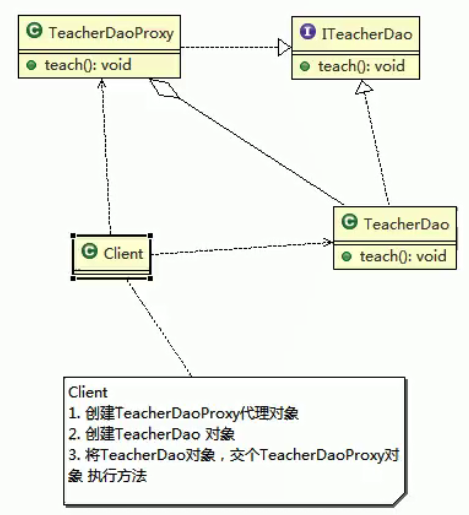 TeacherDaoProxy
teach(): void
ITeacherDao
teach(): void
TeacherDao
teach(): void
Client
Client
1. 创建TeacherDaoProxy代理对象
2. 创建TeacherDao 对象
3. 将TeacherDao对象，交个TeacherDaoProxy对
象 执行方法